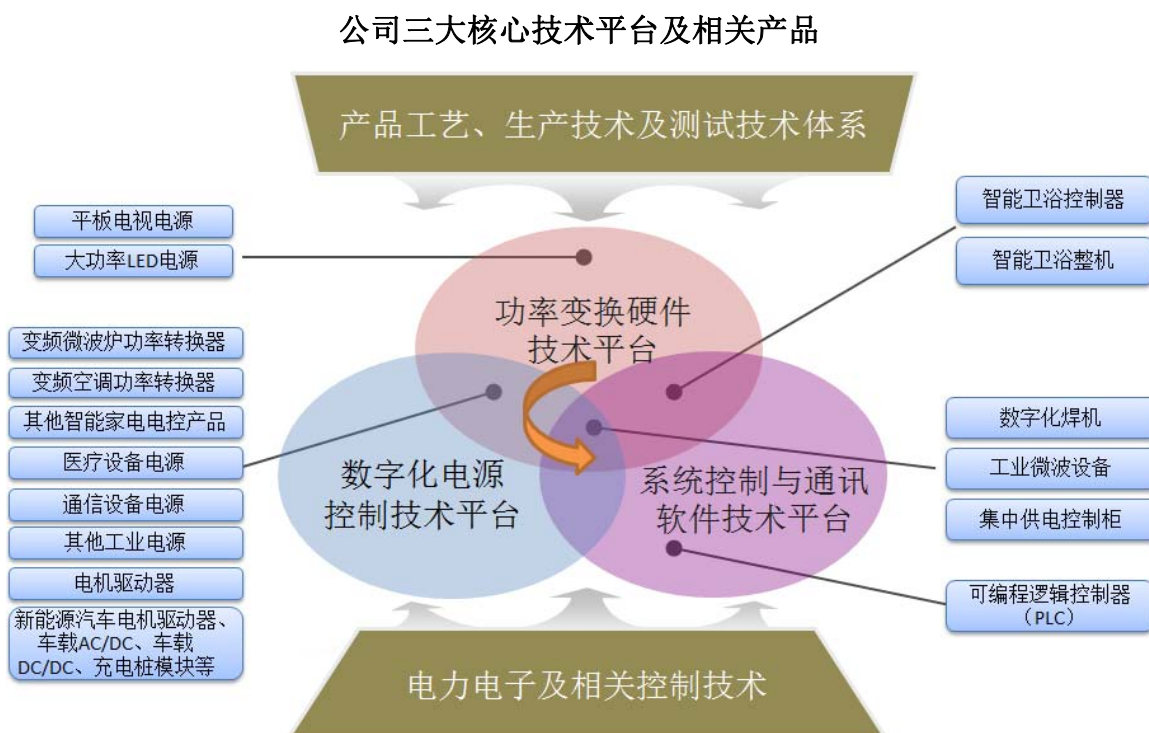 公司三大核心技术平台及相关产品
产品工艺、生产技术及测试技术体系
平板电视电源
大功率LED电源
变频微波炉功率转换器
变频空调功率转换器
其他智能家电电控产品
医疗设备电源
通信设备电源
其他工业电源
电机驱动器
新能源汽车电机驱动器、
车载AC/DC、车载
DC/DC、充电桩模块等
功率变换硬件
技术平台
数字化电源
控制技术平台
系统控制与通讯
软件技术平台
智能卫浴控制器
智能卫浴整机
数字化焊机
工业微波设备
集中供电控制柜
可编程逻辑控制器
（PLC）
电力电子及相关控制技术